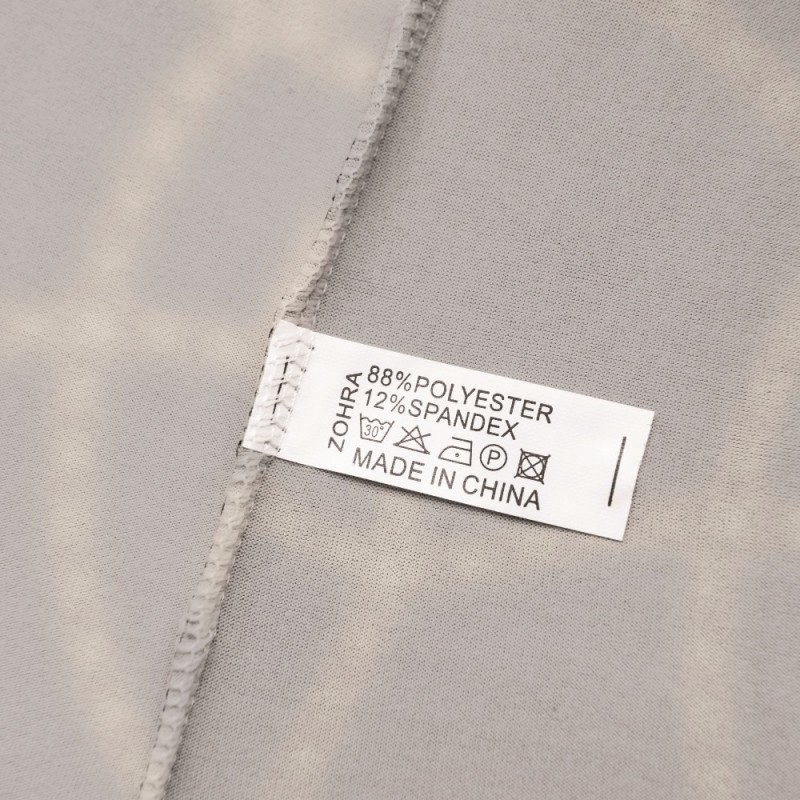 ZOHRA
88%POLYESTER
12%SPANDEX
30°
P
MADE IN CHINA